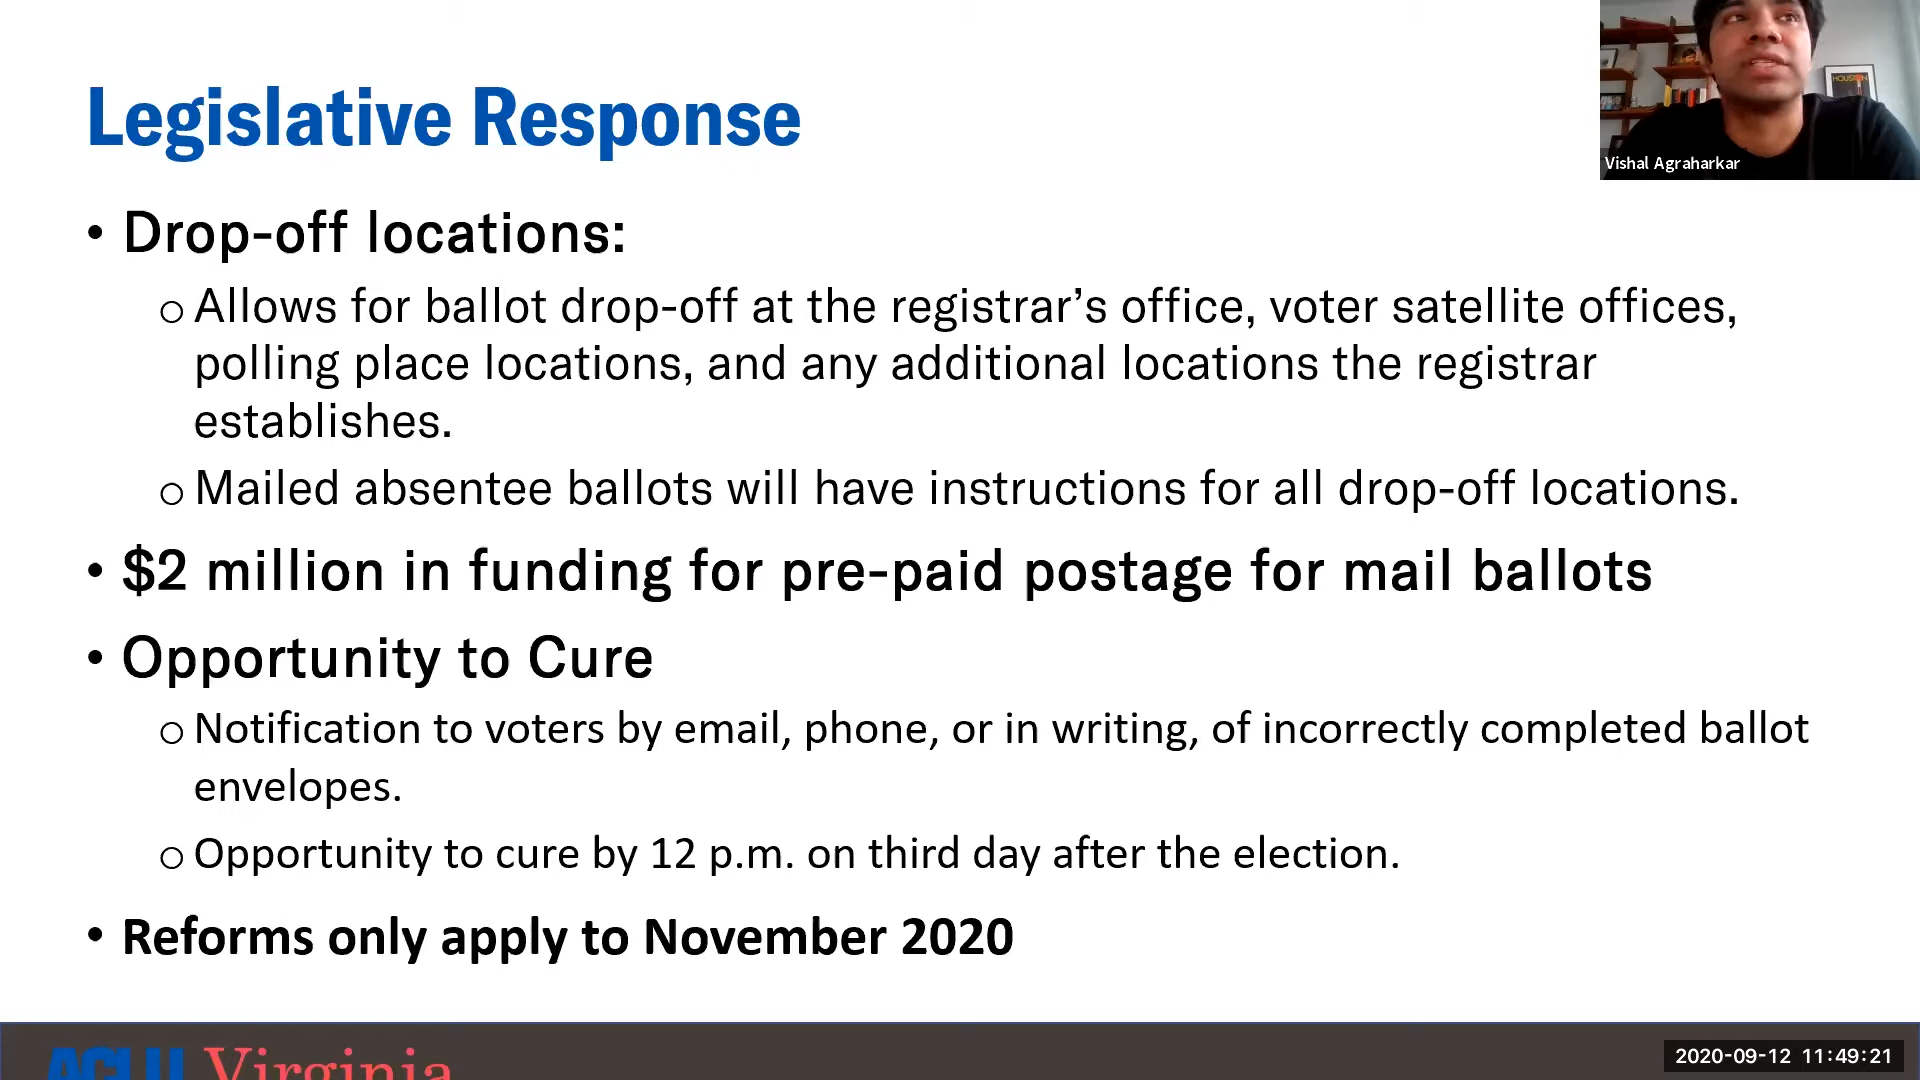 Legislative Response
• Drop-off locations:
o Allows for ballot drop-off at the registrar’s office, voter satellite offices,
polling place locations, and any additional locations the registrar
establishes.
o Mailed absentee ballots will have instructions for all drop-off locations.
• $2 million in funding for pre-paid postage for mail ballots
• Opportunity to Cure
o Notification to voters by email, phone, or in writing, of incorrectly completed ballot
envelopes.
o Opportunity to cure by 12 p.m. on third day after the election.
• Reforms only apply to November 2020
HOUSTON
Vishal Agraharkar
ACLU Virginia
2020-09-12 11:49:21